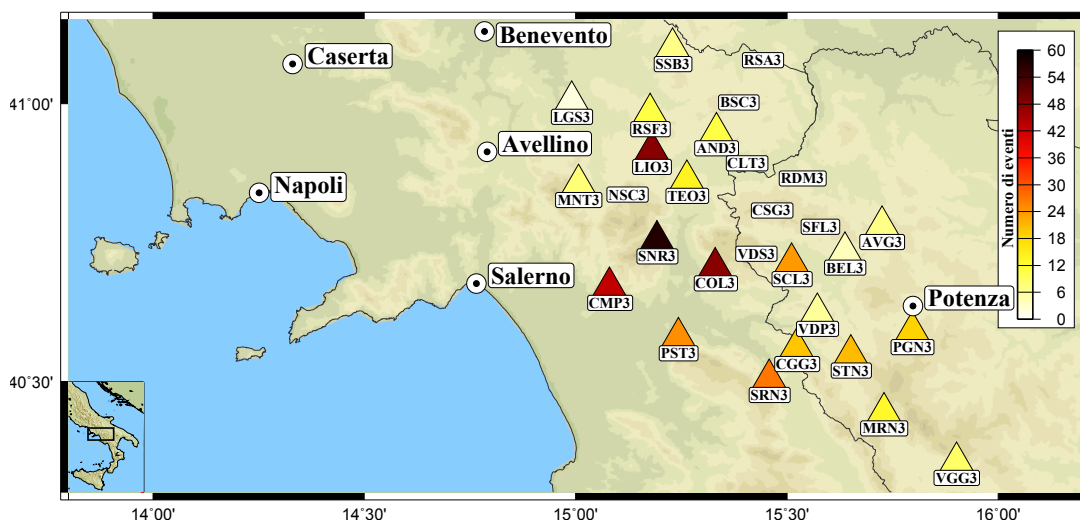 Benevento
Caserta
SSB3
RSA3
60
54
48
42
36
30
24
18
12
6
0
Numero di eventi
41°00'
LGS3
RSF3
BSC3
AND3
Avellino
LIO3
CLT3
RDM3
Napoli
MNT3
NSC3
TEO3
CSG3
SFL3
AVG3
SNR3
VDS3
BEL3
Salerno
COL3
SCL3
CMP3
Potenza
VDP3
PST3
CGG3
STN3
PGN3
40°30'
SRN3
MRN3
VGG3
14°00'
14°30'
15°00'
15°30'
16°00'